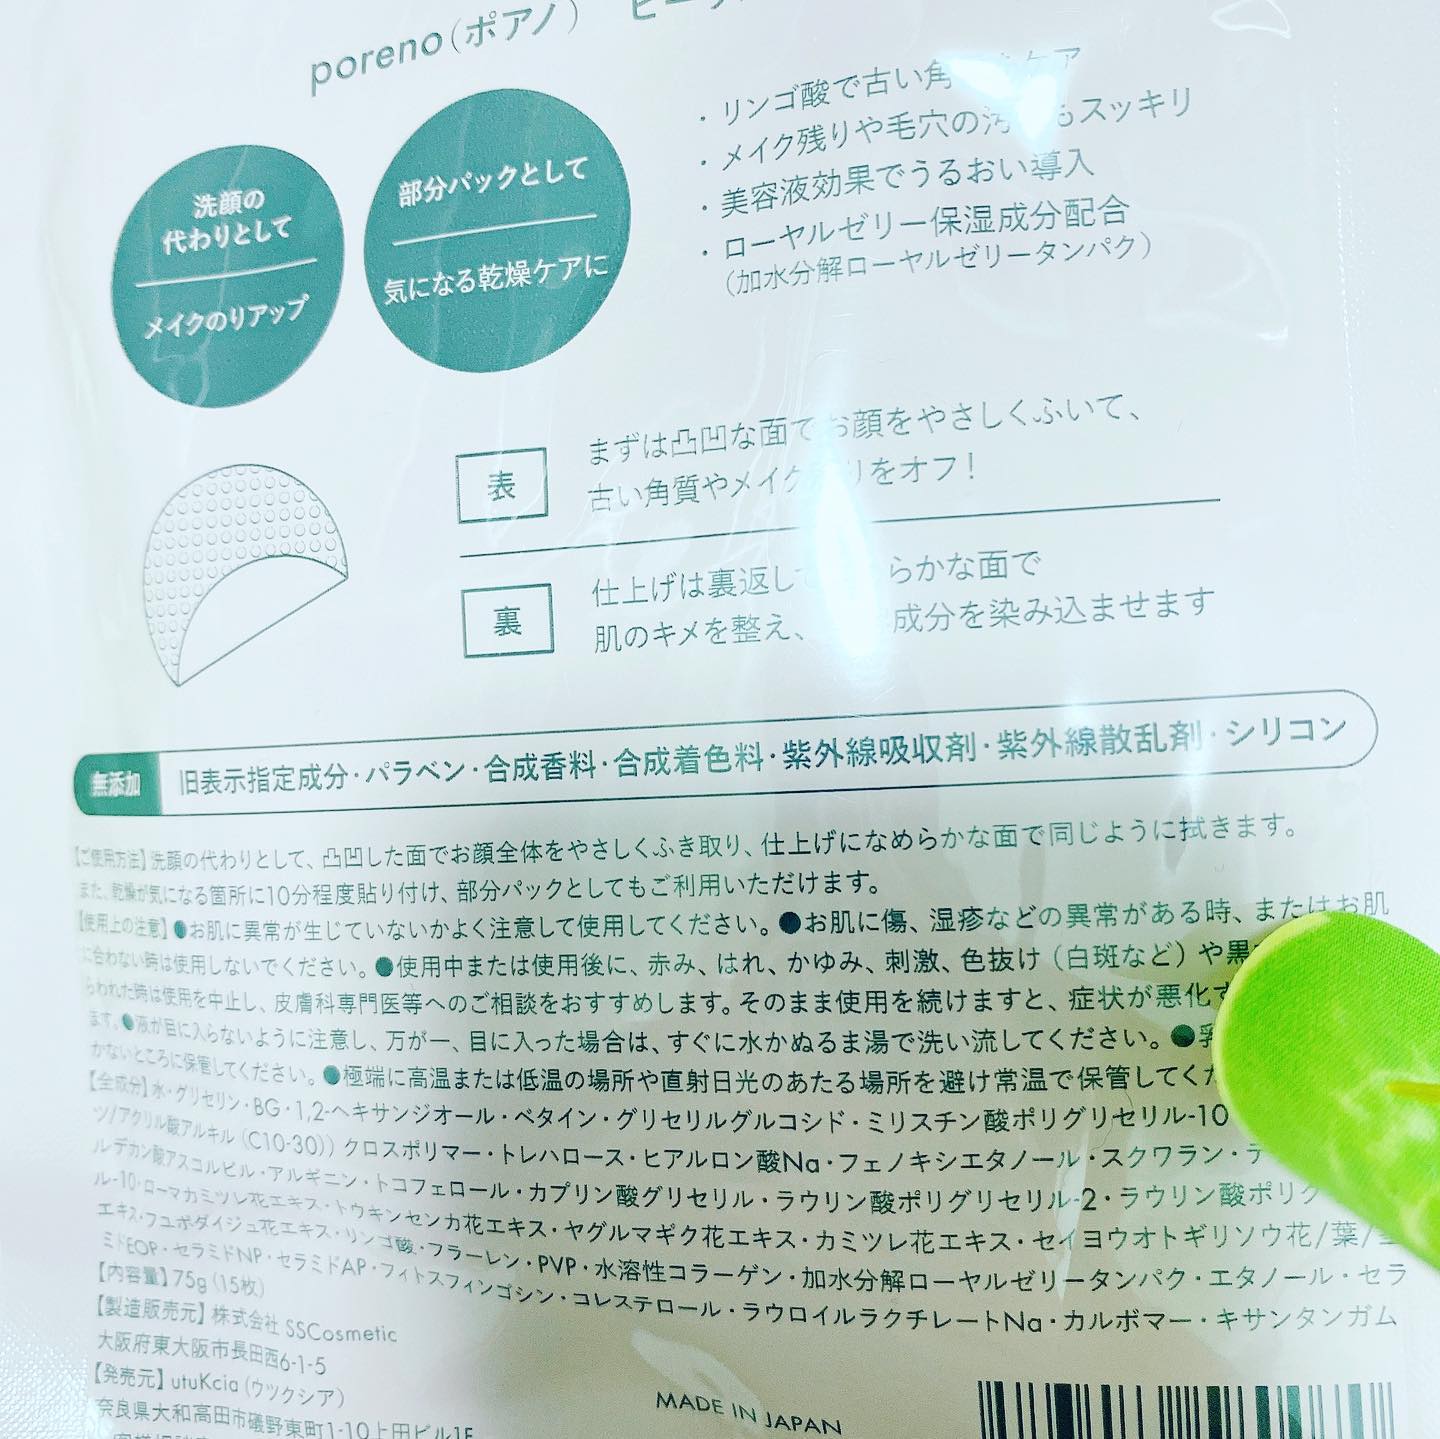 poreno(ポアノ)
洗顔の
代わりとして
メイクのりアップ
部分パックとして
気になる乾燥ケアに
・リンゴ酸で古い角 ケア
・メイク残りや毛穴の汚 もスッキリ
・美容液効果でうるおい導入
・ローヤルゼリー保湿成分配合
(加水分解ローヤルゼリータンパク)
表
まずは凸凹な面でお顔をやさしくふいて、
古い角質やメイク りをオフ!
裏
仕上げは裏返して らかな面で
肌のキメを整え、 成分を染み込ませます
無添加 旧表示指定成分・パラベン・合成香料・合成着色料・紫外線吸収剤・紫外線散乱剤・シリコン
【ご使用方法】洗顔の代わりとして、凸凹した面でお顔全体をやさしくふき取り、仕上げになめらかな面で同じように拭きます。
また、乾燥が気になる箇所に10分程度貼り付け、部分パックとしてもご利用いただけます。
【使用上の注意】●お肌に異常が生じていないかよく注意して使用してください。●お肌に傷、湿疹などの異常がある時、またはお肌
に合わない時は使用しないでください。●使用中または使用後に、赤み、はれ、かゆみ、刺激、色抜け(白斑など)や黒
らわれた時は使用を中止し、皮膚科専門医等へのご相談をおすすめします。そのまま使用を続けますと、症状が悪化す
ます。●液が目に入らないように注意し、万が一、目に入った場合は、すぐに水かぬるま湯で洗い流してください。●乳
かないところに保管してください。●極端に高温または低温の場所や直射日光のあたる場所を避け常温で保管してくだ
【全成分】水・グリセリン・BG・1,2-ヘキサンジオール・ベタイン・グリセリルグルコシド・ミリスチン酸ポリグリセリル-10
ツ/アクリル酸アルキル(C10-30))クロスポリマー・トレハロース・ヒアルロン酸Na・フェノキシエタノール・スクワラン・テ
ルデカン酸アスコルビル・アルギニン・トコフェロール・カプリン酸グリセリル・ラウリン酸ポリグリセリル-2・ラウリン酸ポリグ
ル-10・ローマカミツレ花エキス・トウキンセンカ花エキス・ヤグルマギク花エキス・カミツレ花エキス・セイヨウオトギリソウ花/葉/
エキス・フユボダイジュ花エキス・リンゴ酸・フラーレン・PVP・水溶性コラーゲン・加水分解ローヤルゼリータンパク・エタノール・セラ
ミドEOP・セラミドNP・セラミドAP・フィトスフィンゴシン・コレステロール・ラウロイルラクチレートNa・カルボマー・キサンタンガム
【内容量】75g(15枚)
【製造販売元】株式会社 SSCosmetic
大阪府東大阪市長田西6-1-5
【発売元】utuKcia(ウツクシア)
奈良県大和高田市礒野東町1-10上田ビル1F
MADE IN JAPAN